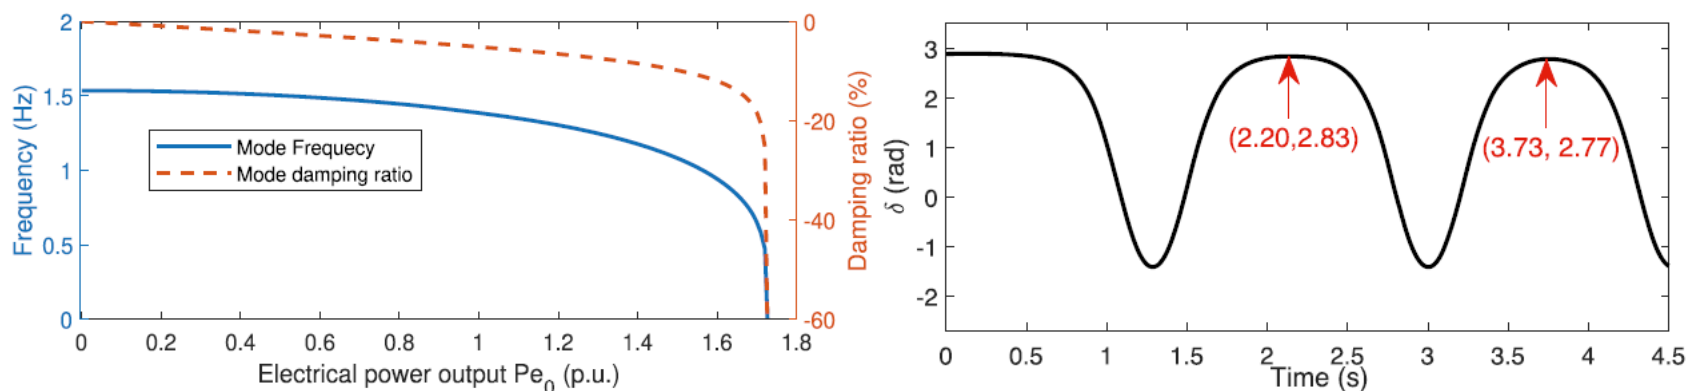 2
1.5
1
0.5
0
Frequency (Hz)
0
-20
-40
-60
Damping ratio (%)
Mode Frequecy
Mode damping ratio
0 0.2 0.4 0.6 0.8 1 1.2 1.4 1.6 1.8
Electrical power output Pe0 (p.u.)
3
2
1
0
-1
-2
δ (rad)
(2.20,2.83)
(3.73, 2.77)
0 0.5 1 1.5 2 2.5 3 3.5 4 4.5
Time (s)